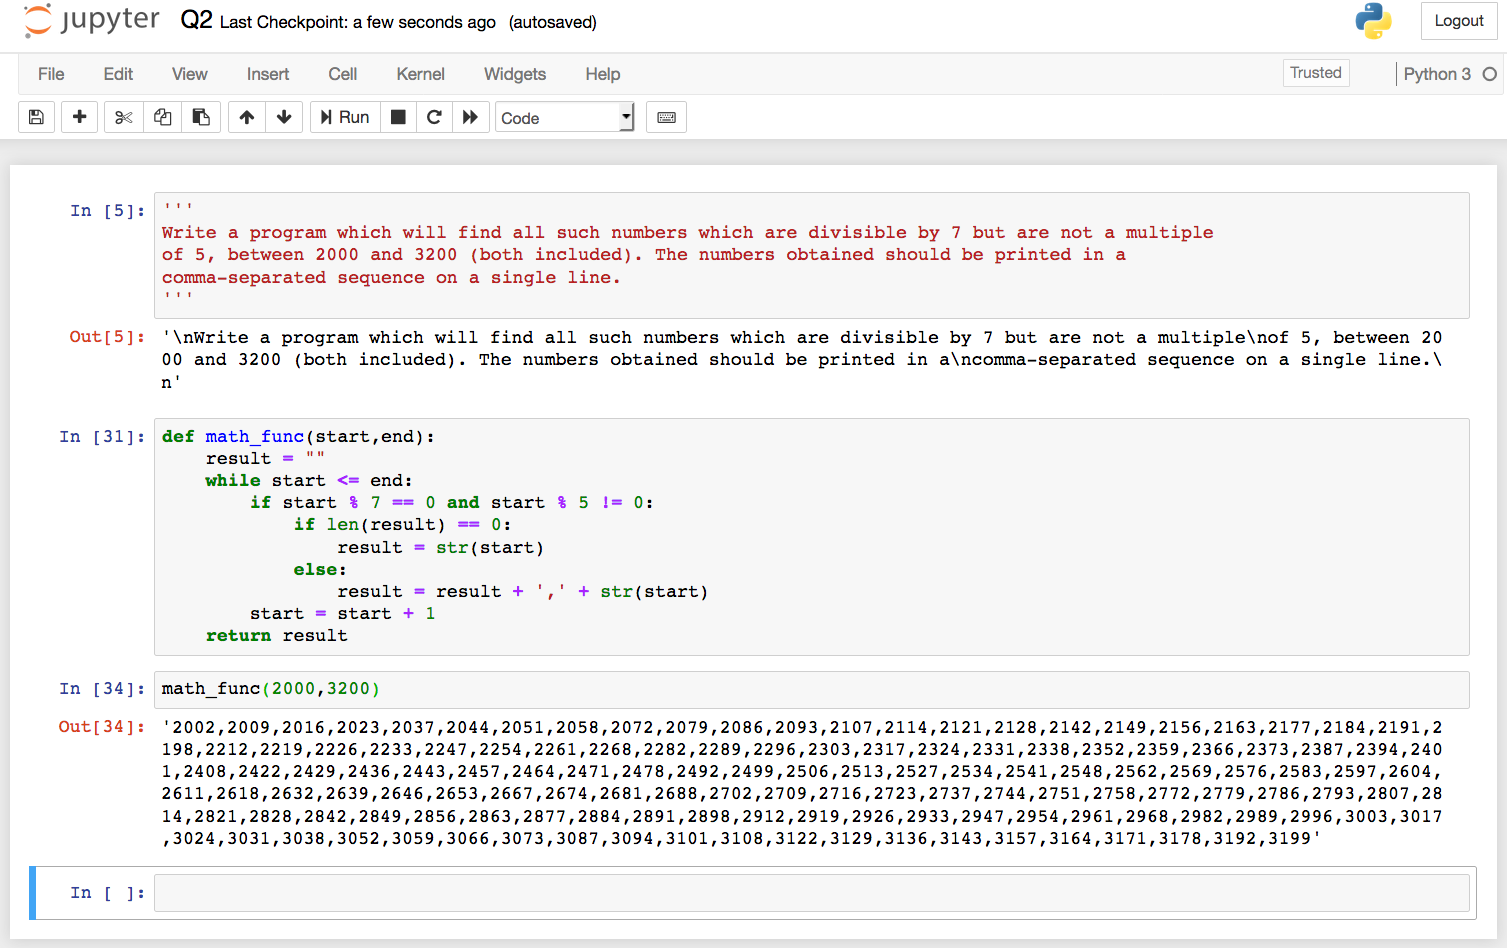 jupyter Q2 Last Checkpoint: a few seconds ago (autosaved) Logout
File Edit View Insert Cell Kernel Widgets Help Trusted Python 3
Run Code
In [5]: '''
Write a program which will find all such numbers which are divisible by 7 but are not a multiple
of 5, between 2000 and 3200 (both included). The numbers obtained should be printed in a
comma-separated sequence on a single line.
'''
Out[5]: '\nWrite a program which will find all such numbers which are divisible by 7 but are not a multiple\nof 5, between 20
00 and 3200 (both included). The numbers obtained should be printed in a\ncomma-separated sequence on a single line.\
n'
In [31]: def math_func(start,end):
    result = ""
    while start <= end:
        if start % 7 == 0 and start % 5 != 0:
            if len(result) == 0:
                result = str(start)
            else:
                result = result + ',' + str(start)
        start = start + 1
    return result
In [34]: math_func(2000,3200)
Out[34]: '2002,2009,2016,2023,2037,2044,2051,2058,2072,2079,2086,2093,2107,2114,2121,2128,2142,2149,2156,2163,2177,2184,2191,2
198,2212,2219,2226,2233,2247,2254,2261,2268,2282,2289,2296,2303,2317,2324,2331,2338,2352,2359,2366,2373,2387,2394,240
1,2408,2422,2429,2436,2443,2457,2464,2471,2478,2492,2499,2506,2513,2527,2534,2541,2548,2562,2569,2576,2583,2597,2604,
2611,2618,2632,2639,2646,2653,2667,2674,2681,2688,2702,2709,2716,2723,2737,2744,2751,2758,2772,2779,2786,2793,2807,28
14,2821,2828,2842,2849,2856,2863,2877,2884,2891,2898,2912,2919,2926,2933,2947,2954,2961,2968,2982,2989,2996,3003,3017
,3024,3031,3038,3052,3059,3066,3073,3087,3094,3101,3108,3122,3129,3136,3143,3157,3164,3171,3178,3192,3199'
In [ ]: